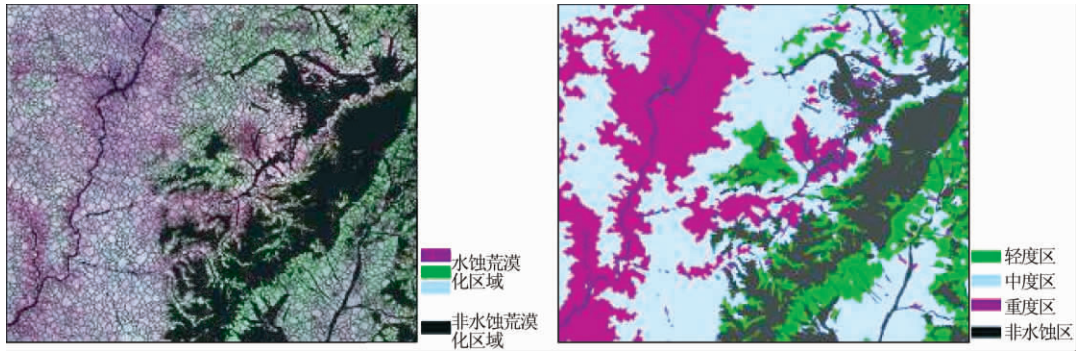 水蚀荒漠
化区域
非水蚀荒漠
化区域
轻度区
中度区
重度区
非水蚀区